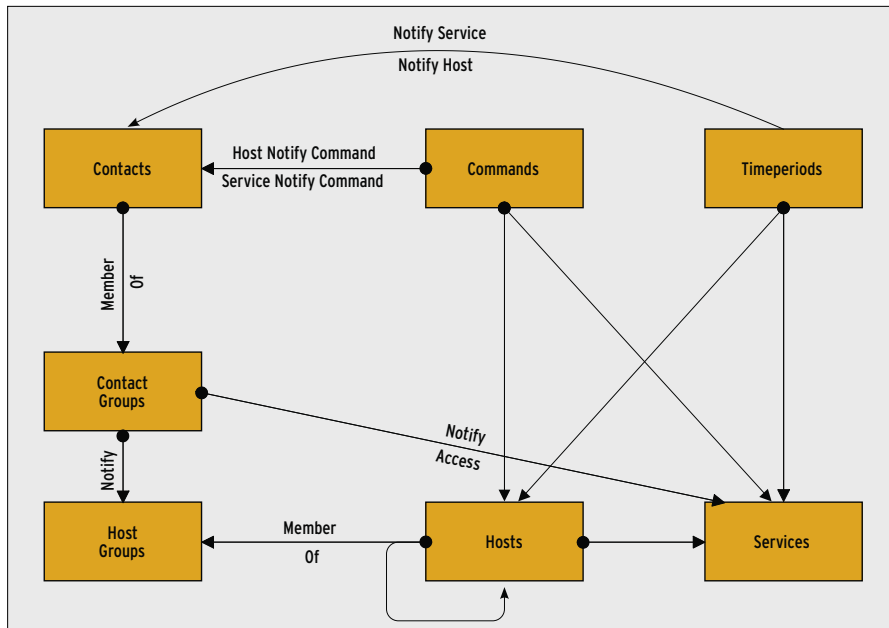 Notify Service
Notify Host
Contacts
Host Notify Command
Service Notify Command
Commands
Timeperiods
Member
Of
Contact
Groups
Notify
Access
Notify
Host
Groups
Member
Of
Hosts
Services